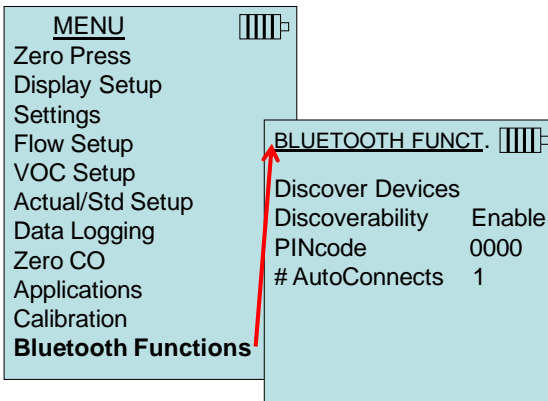 MENU
Zero Press
Display Setup
Settings
Flow Setup
VOC Setup
Actual/Std Setup
Data Logging
Zero CO
Applications
Calibration
Bluetooth Functions
BLUETOOTH FUNCT.
Discover Devices
Discoverability Enable
PINcode 0000
# AutoConnects 1